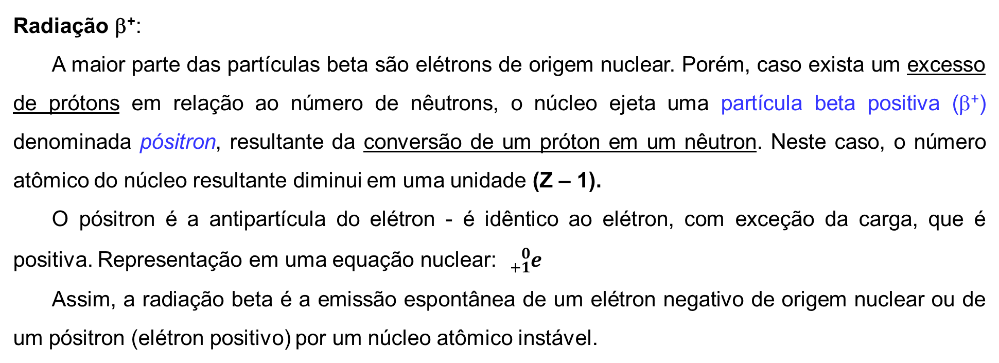 Radiação β⁺:
A maior parte das partículas beta são elétrons de origem nuclear. Porém, caso exista um excesso
de prótons em relação ao número de nêutrons, o núcleo ejeta uma partícula beta positiva (β⁺)
denominada pósitron, resultante da conversão de um próton em um nêutron. Neste caso, o número
atômico do núcleo resultante diminui em uma unidade (Z – 1).
O pósitron é a antipartícula do elétron - é idêntico ao elétron, com exceção da carga, que é
positiva. Representação em uma equação nuclear: ⁰₊₁e
Assim, a radiação beta é a emissão espontânea de um elétron negativo de origem nuclear ou de
um pósitron (elétron positivo) por um núcleo atômico instável.